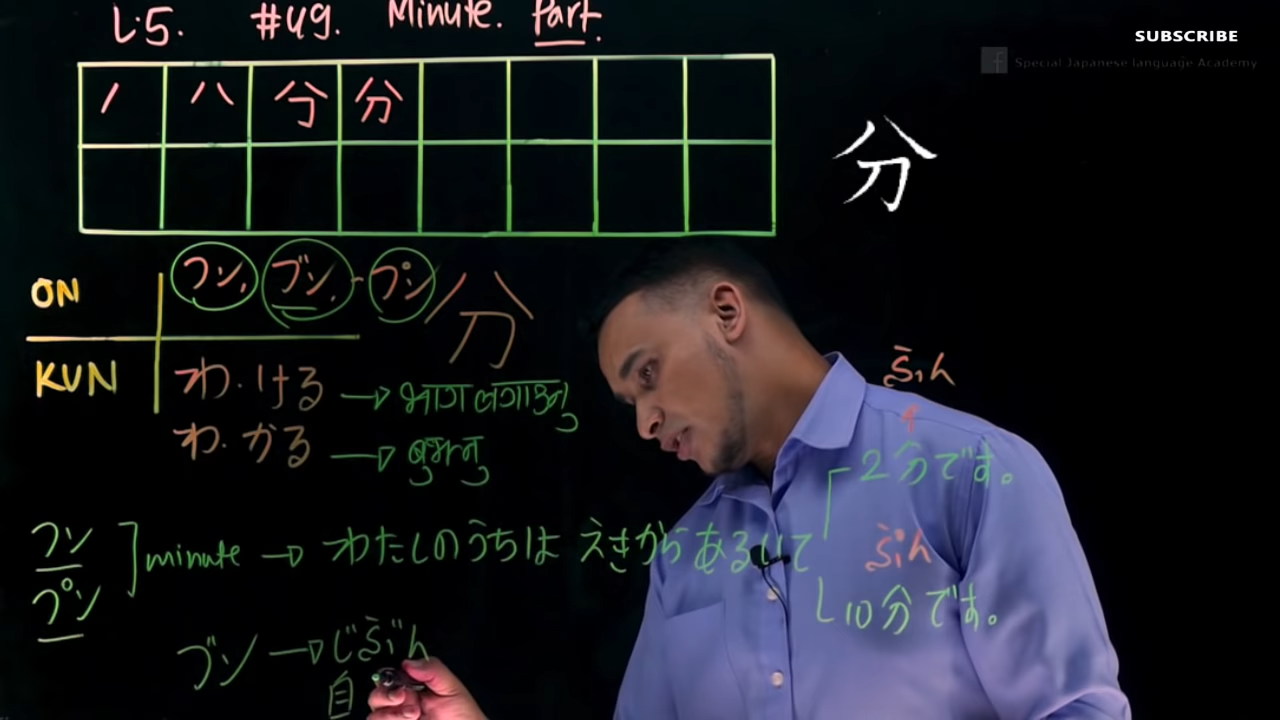 L-5. #49. Minute. Part.
SUBSCRIBE
Special Japanese language Academy
ノ 八 分 分
分
ON フン, ブン, プン 分
KUN わ・ける → भाग लगाउनु
わ・かる → बुझ्नु
ふん
2分です。
フン
プン
minute → わたしのうちは えきから あるいて
ぷん
10分です。
ブン → じぶん
自